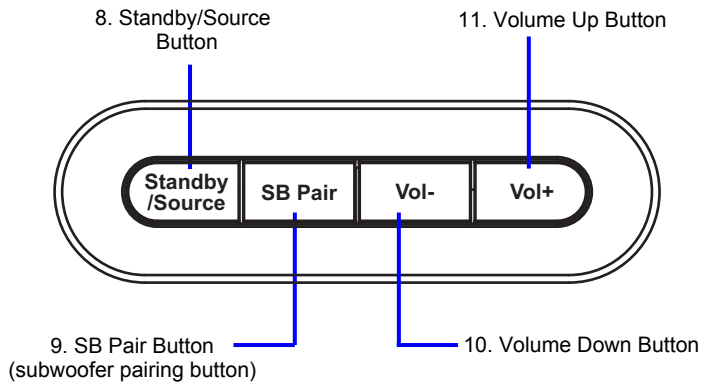 8. Standby/Source
Button
11. Volume Up Button
Standby
/Source
SB Pair
Vol-
Vol+
9. SB Pair Button
(subwoofer pairing button)
10. Volume Down Button